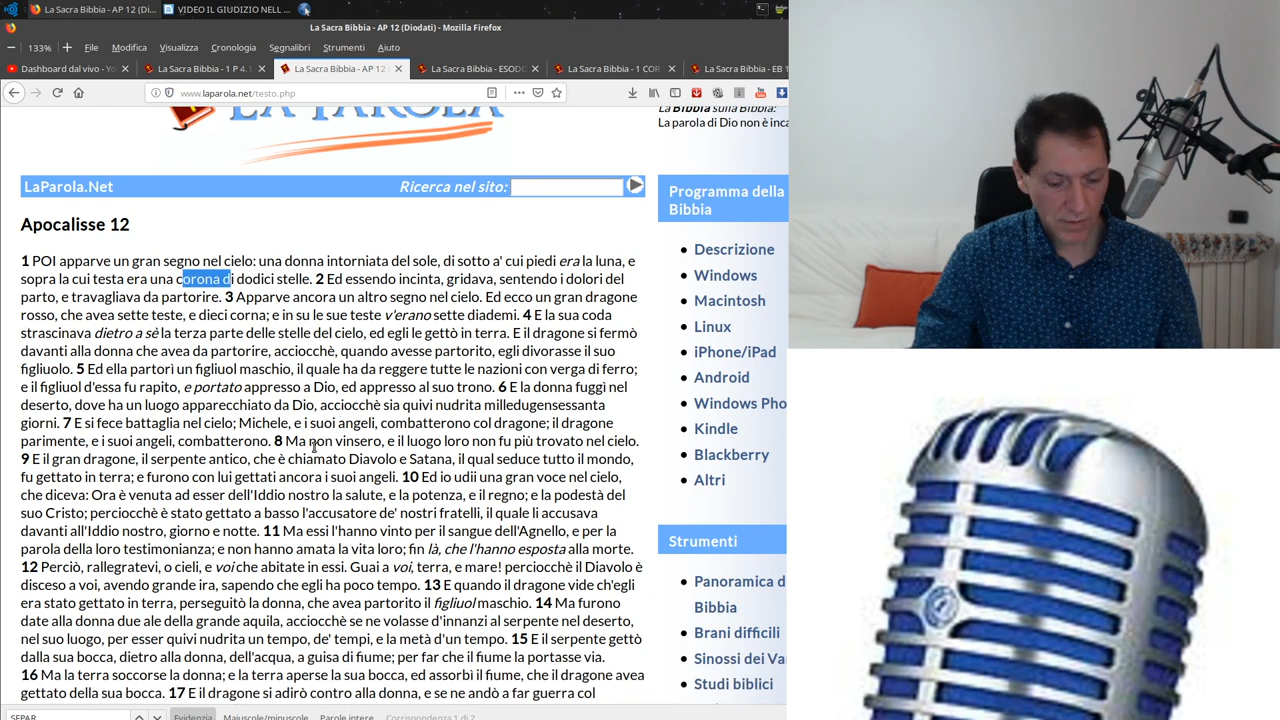 La Sacra Bibbia - AP 12 (Di...
VIDEO IL GIUDIZIO NELL ...
La Sacra Bibbia - AP 12 (Diodati) - Mozilla Firefox
133%
File Modifica Visualizza Cronologia Segnalibri Strumenti Aiuto
Dashboard dal vivo - Yo
La Sacra Bibbia - 1 P 4.
La Sacra Bibbia - AP 12
La Sacra Bibbia - ESODO
La Sacra Bibbia - 1 COR
La Sacra Bibbia - EB 1
www.laparola.net/testo.php
LA PAROLA
La Bibbia sulla Bibbia:
La parola di Dio non è inca
LaParola.Net
Ricerca nel sito:
Apocalisse 12
1 POI apparve un gran segno nel cielo: una donna intorniata del sole, di sotto a' cui piedi era la luna, e
sopra la cui testa era una corona di dodici stelle. 2 Ed essendo incinta, gridava, sentendo i dolori del
parto, e travagliava da partorire. 3 Apparve ancora un altro segno nel cielo. Ed ecco un gran dragone
rosso, che avea sette teste, e dieci corna; e in su le sue teste v'erano sette diademi. 4 E la sua coda
strascinava dietro a sè la terza parte delle stelle del cielo, ed egli le gettò in terra. E il dragone si fermò
davanti alla donna che avea da partorire, acciocchè, quando avesse partorito, egli divorasse il suo
figliuolo. 5 Ed ella partorì un figliuol maschio, il quale ha da reggere tutte le nazioni con verga di ferro;
e il figliuol d'essa fu rapito, e portato appresso a Dio, ed appresso al suo trono. 6 E la donna fuggì nel
deserto, dove ha un luogo apparecchiato da Dio, acciocchè sia quivi nudrita milledugensessanta
giorni. 7 E si fece battaglia nel cielo; Michele, e i suoi angeli, combatterono col dragone; il dragone
parimente, e i suoi angeli, combatterono. 8 Ma non vinsero, e il luogo loro non fu più trovato nel cielo.
9 E il gran dragone, il serpente antico, che è chiamato Diavolo e Satana, il qual seduce tutto il mondo,
fu gettato in terra; e furono con lui gettati ancora i suoi angeli. 10 Ed io udii una gran voce nel cielo,
che diceva: Ora è venuta ad esser dell'Iddio nostro la salute, e la potenza, e il regno; e la podestà del
suo Cristo; perciocchè è stato gettato a basso l'accusatore de' nostri fratelli, il quale li accusava
davanti all'Iddio nostro, giorno e notte. 11 Ma essi l'hanno vinto per il sangue dell'Agnello, e per la
parola della loro testimonianza; e non hanno amata la vita loro; fin là, che l'hanno esposta alla morte.
12 Perciò, rallegratevi, o cieli, e voi che abitate in essi. Guai a voi, terra, e mare! perciocchè il Diavolo è
disceso a voi, avendo grande ira, sapendo che egli ha poco tempo. 13 E quando il dragone vide ch'egli
era stato gettato in terra, perseguitò la donna, che avea partorito il figliuol maschio. 14 Ma furono
date alla donna due ale della grande aquila, acciocchè se ne volasse d'innanzi al serpente nel deserto,
nel suo luogo, per esser quivi nudrita un tempo, de' tempi, e la metà d'un tempo. 15 E il serpente gettò
dalla sua bocca, dietro alla donna, dell'acqua, a guisa di fiume; per far che il fiume la portasse via.
16 Ma la terra soccorse la donna; e la terra aperse la sua bocca, ed assorbì il fiume, che il dragone avea
gettato della sua bocca. 17 E il dragone si adirò contro alla donna, e se ne andò a far guerra col
Programma della
Bibbia
Descrizione
Windows
Macintosh
Linux
iPhone/iPad
Android
Windows Pho
Kindle
Blackberry
Altri
Strumenti
Panoramica d
Bibbia
Brani difficili
Sinossi dei Va
Studi biblici
SEPAR
Evidenzia Maiuscole/minuscole Parole intere Corrispondenza 1 di 2